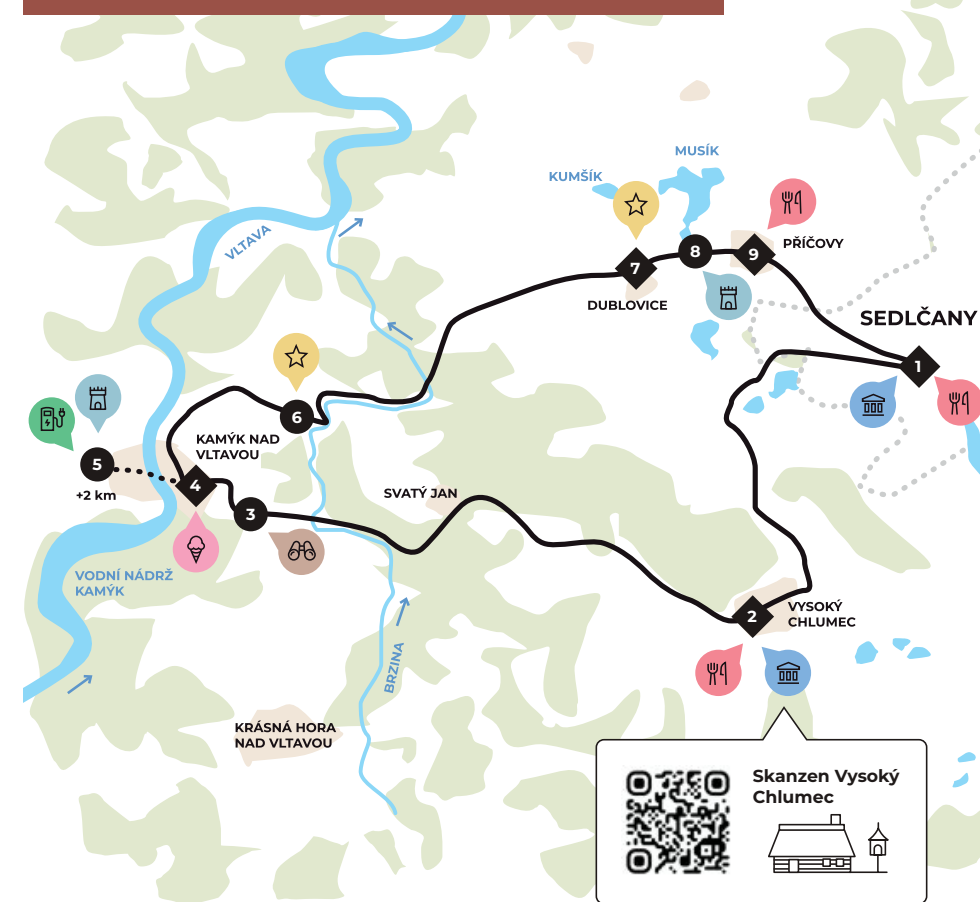 MUSÍK
KUMŠÍK
VLTAVA
8
9
PŘÍČOVY
7
DUBLOVICE
SEDLČANY
1
6
KAMÝK NAD
VLTAVOU
5
+2 km
4
SVATÝ JAN
3
VODNÍ NÁDRŽ
KAMÝK
2
VYSOKÝ
CHLUMEC
BRZINA
KRÁSNÁ HORA
NAD VLTAVOU
Skanzen Vysoký
Chlumec